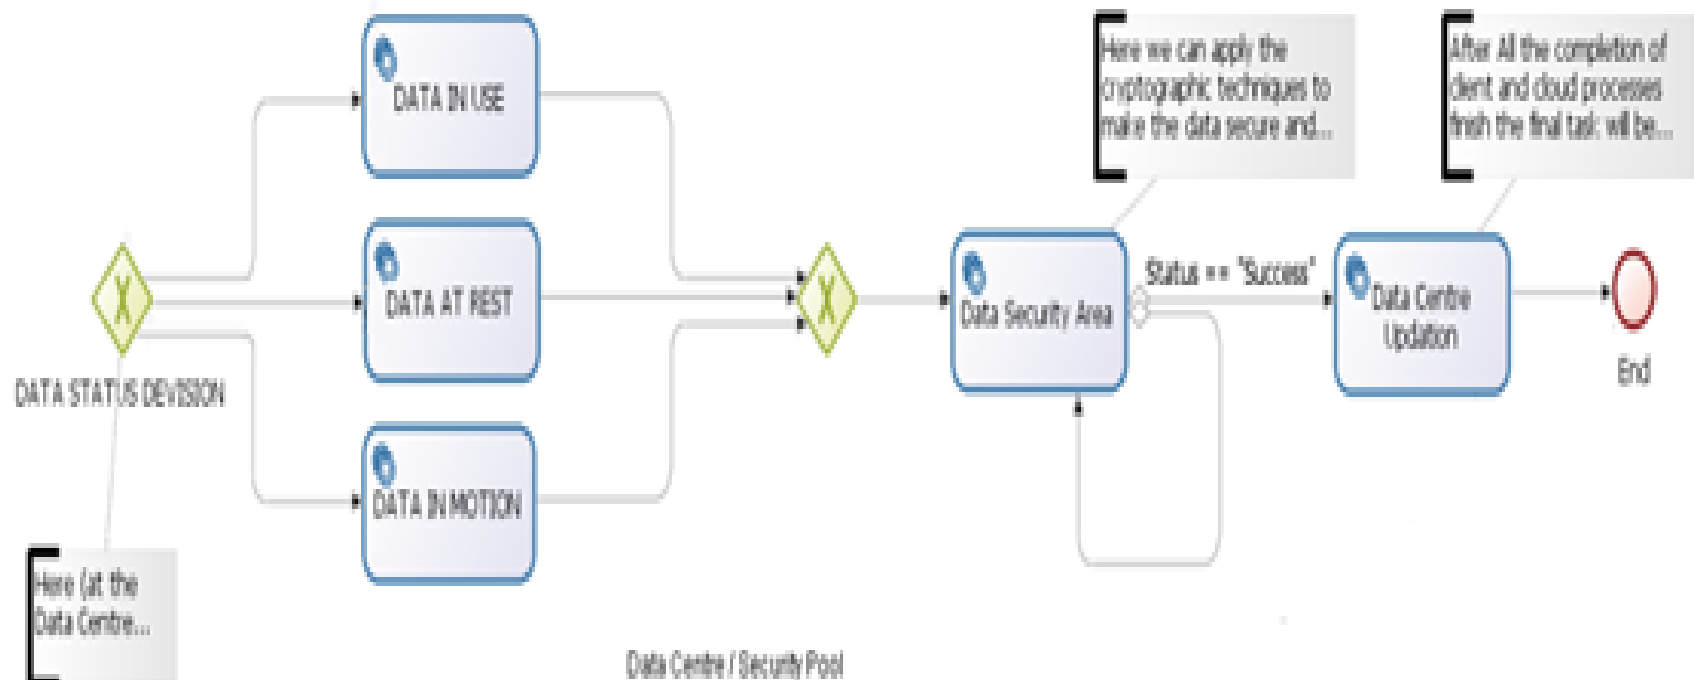 DATA IN USE
Here we can apply the
cryptographic techniques to
make the data secure and...
After All the completion of
client and cloud processes
finish the final task will be...
DATA AT REST
Status == "Success"
Data Security Area
Data Centre
Updation
End
DATA STATUS DEVISION
DATA IN MOTION
Here (at the
Data Centre...
Data Centre / Security Pool